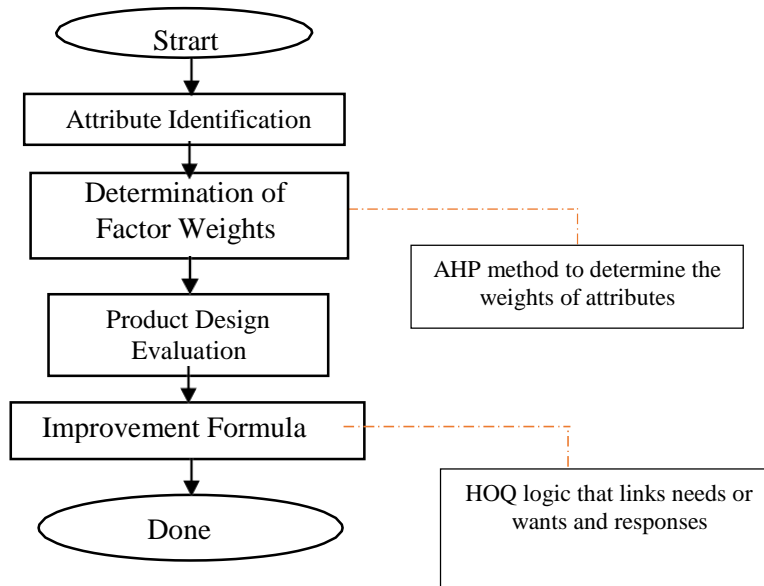 Strart
Attribute Identification
Determination of
Factor Weights
AHP method to determine the
weights of attributes
Product Design
Evaluation
Improvement Formula
HOQ logic that links needs or
wants and responses
Done